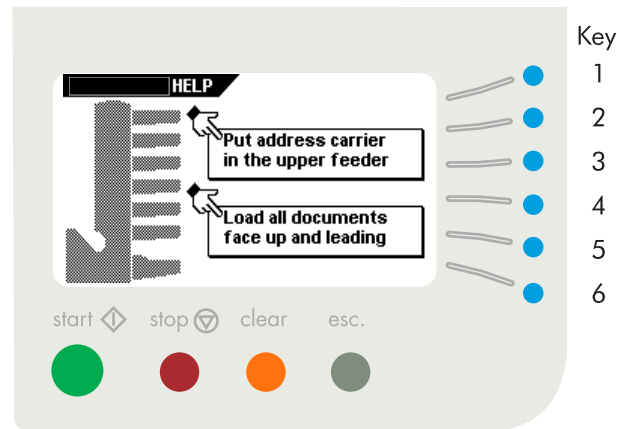 Key
1
HELP
2
Put address carrier
in the upper feeder
3
4
Load all documents
face up and leading
5
6
start stop clear esc.